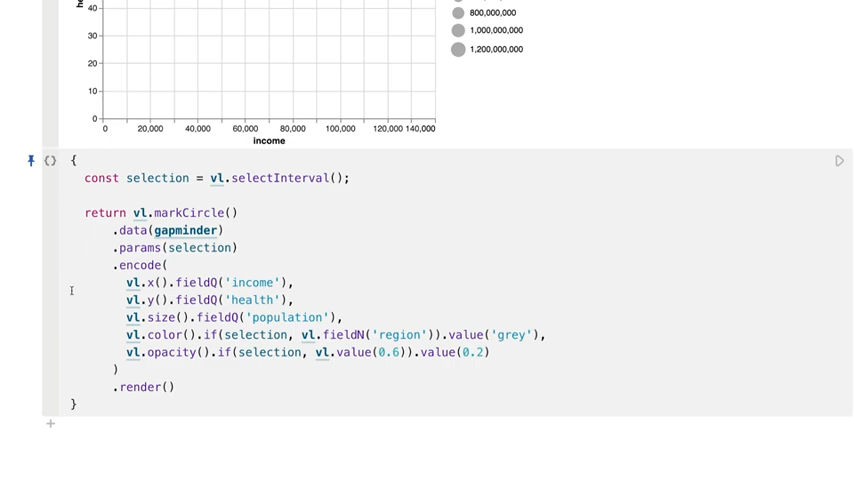 he
40
800,000,000
1,000,000,000
30
1,200,000,000
20
10
0
0 20,000 40,000 60,000 80,000 100,000 120,000 140,000
income
{
const selection = vl.selectInterval();
return vl.markCircle()
.data(gapminder)
.params(selection)
.encode(
vl.x().fieldQ('income'),
vl.y().fieldQ('health'),
vl.size().fieldQ('population'),
vl.color().if(selection, vl.fieldN('region')).value('grey'),
vl.opacity().if(selection, vl.value(0.6)).value(0.2)
)
.render()
}